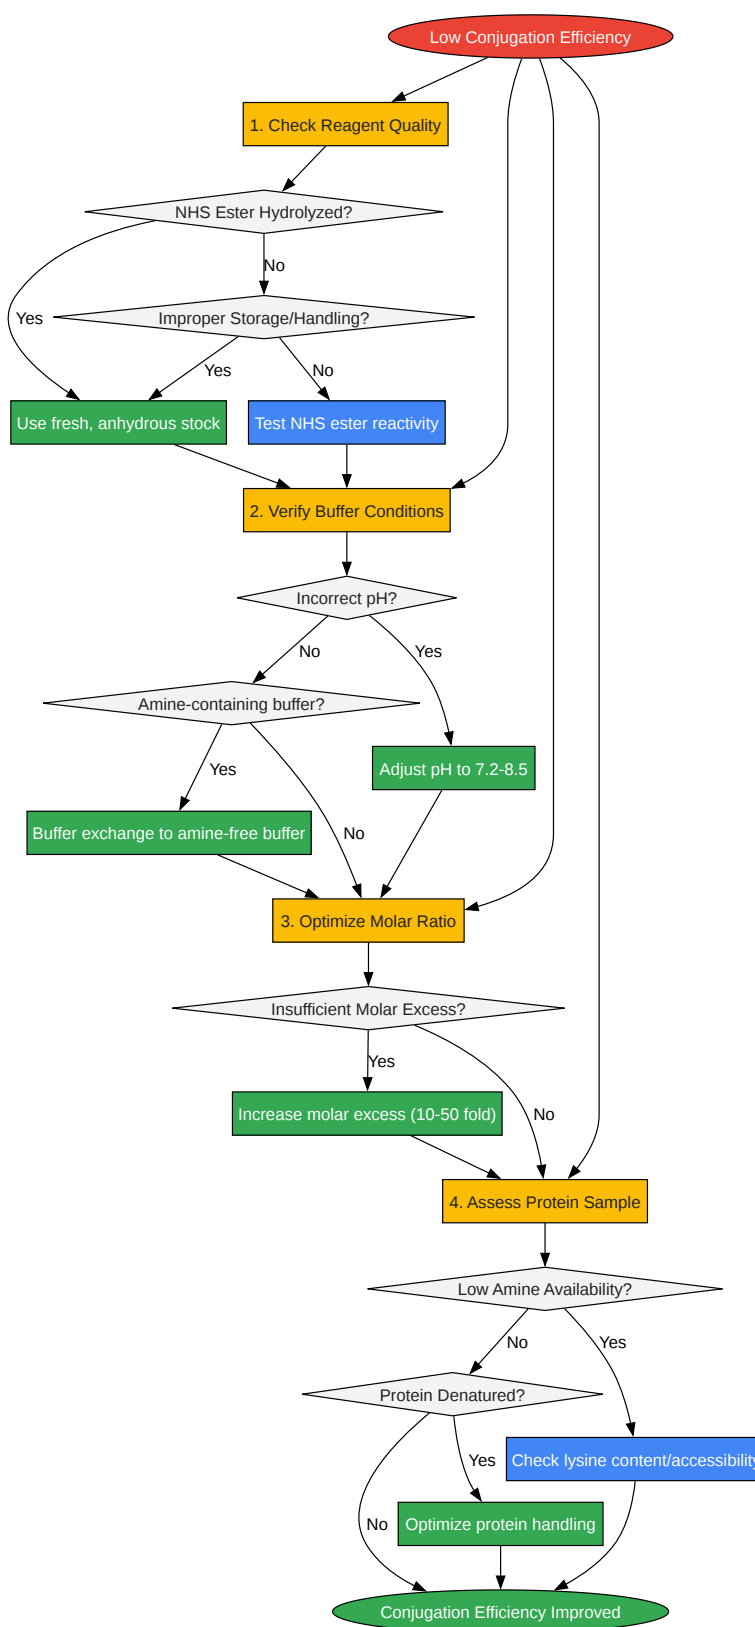 Low Conjugation Efficiency
1. Check Reagent Quality
NHS Ester Hydrolyzed?
No
Yes
Improper Storage/Handling?
Yes
No
Use fresh, anhydrous stock
Test NHS ester reactivity
2. Verify Buffer Conditions
Incorrect pH?
No
Yes
Amine-containing buffer?
Yes
Adjust pH to 7.2-8.5
Buffer exchange to amine-free buffer
No
3. Optimize Molar Ratio
Insufficient Molar Excess?
Yes
Increase molar excess (10-50 fold)
No
4. Assess Protein Sample
Low Amine Availability?
No
Yes
Protein Denatured?
Yes
Check lysine content/accessibility
No
Optimize protein handling
Conjugation Efficiency Improved